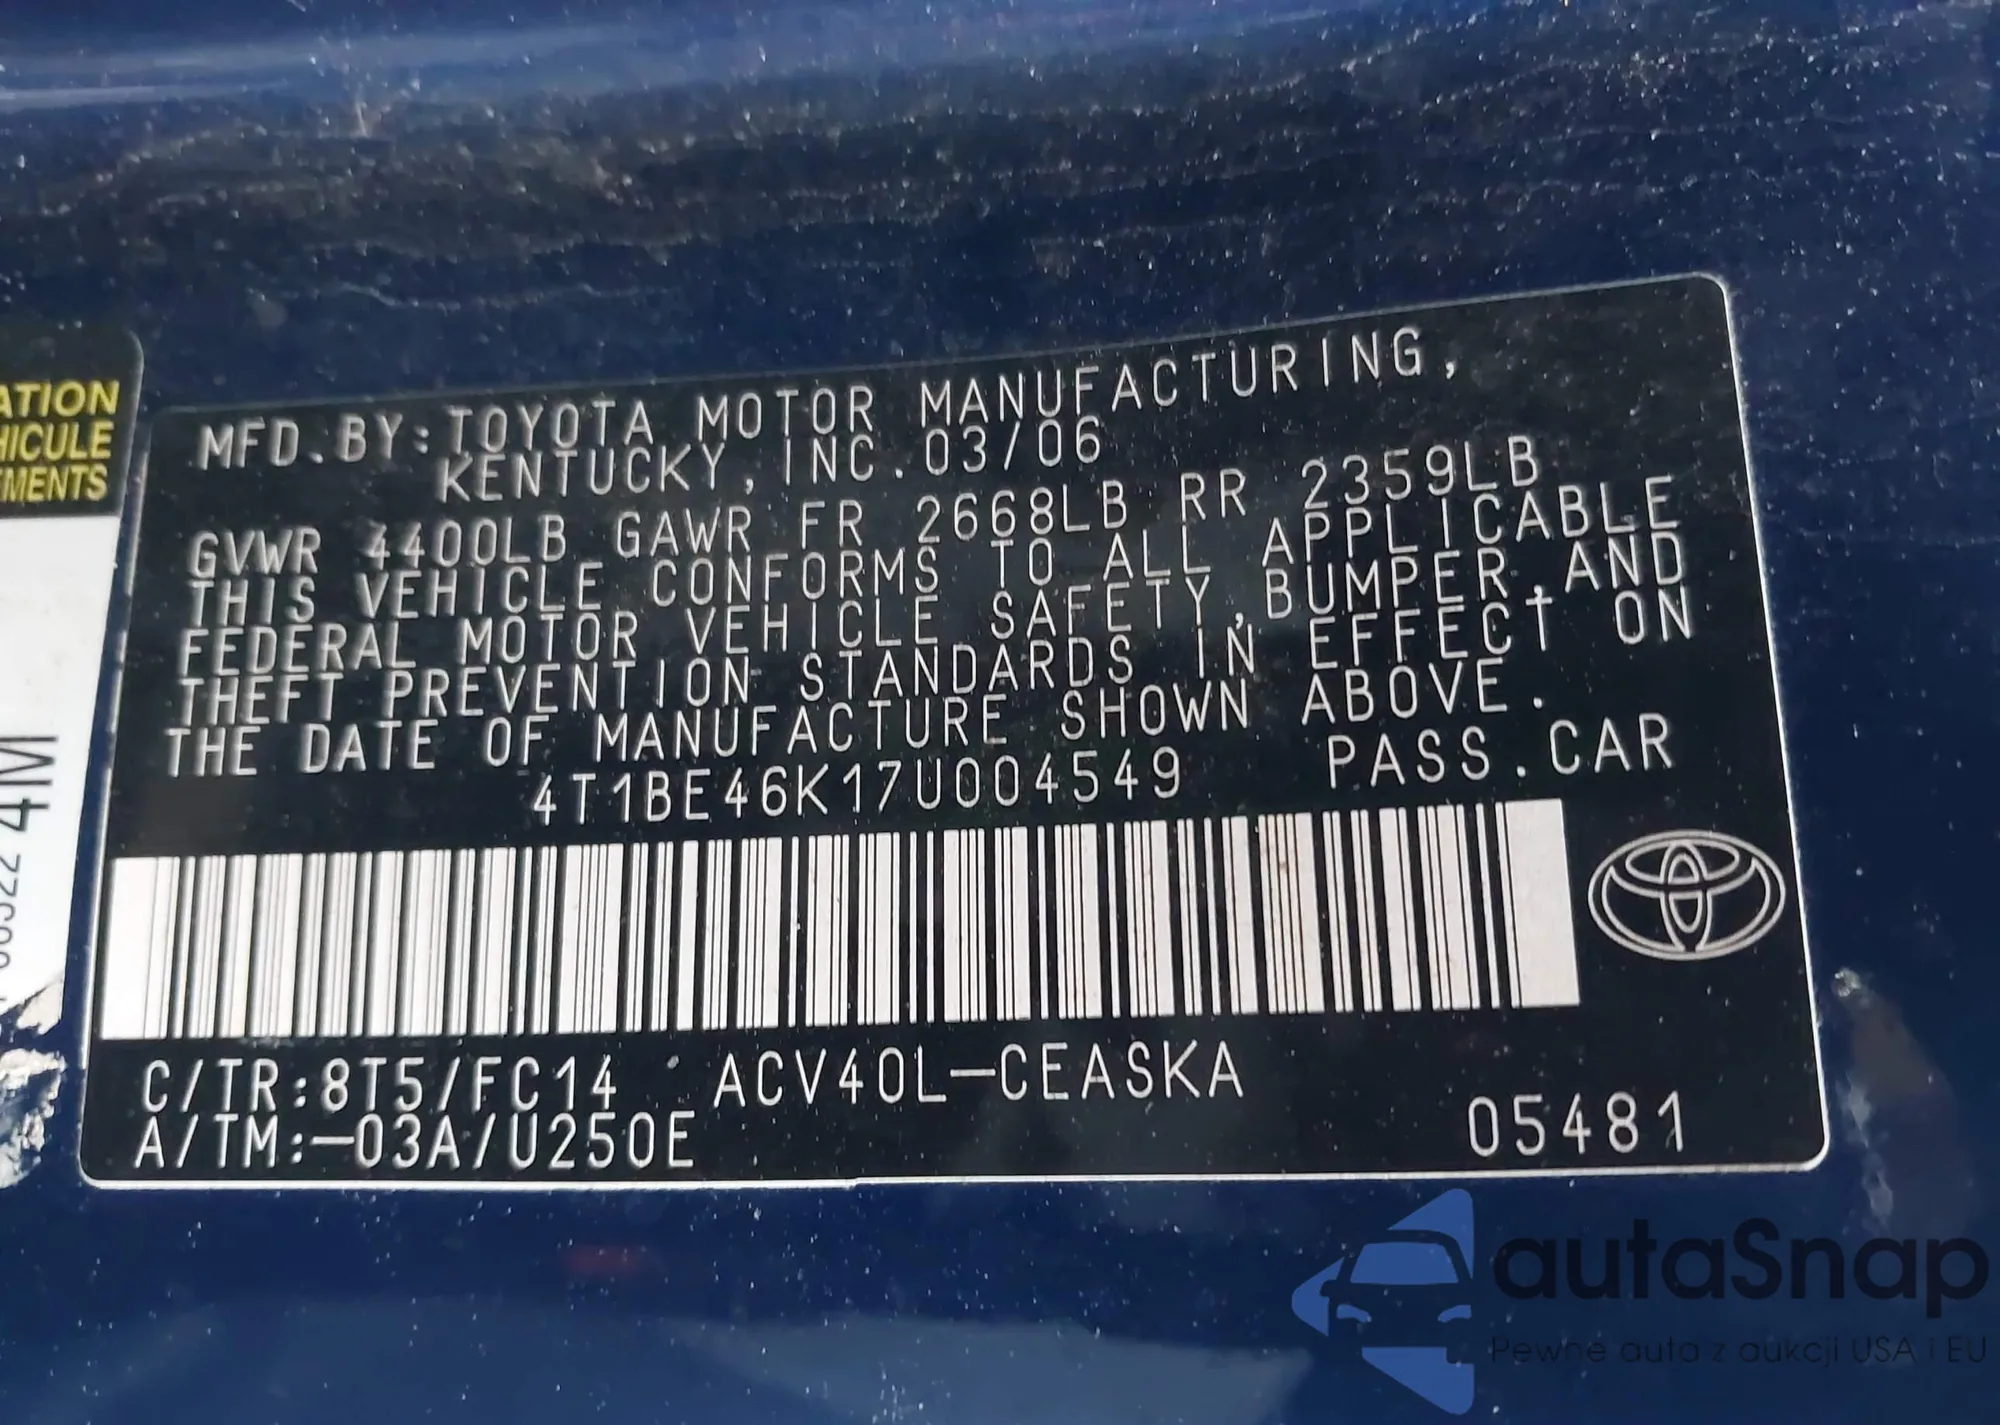 ATION
HICULE
MENTS
4M
MFD.BY:TOYOTA MOTOR MANUFACTURING,
KENTUCKY, INC. 03/06
GVWR 4400LB GAWR FR 2668LB RR 2359LB
THIS VEHICLE CONFORMS TO ALL APPLICABLE
FEDERAL MOTOR VEHICLE SAFETY,BUMPER,AND
THEFT PREVENTION STANDARDS IN EFFECT ON
THE DATE OF MANUFACTURE SHOWN ABOVE.
4T1BE46K17U004549 PASS.CAR
C/TR:8T5/FC14 ACV40L-CEASKA
A/TM:-03A/U250E 05481
autaSnap
Pewne auta z aukcji USA i EU